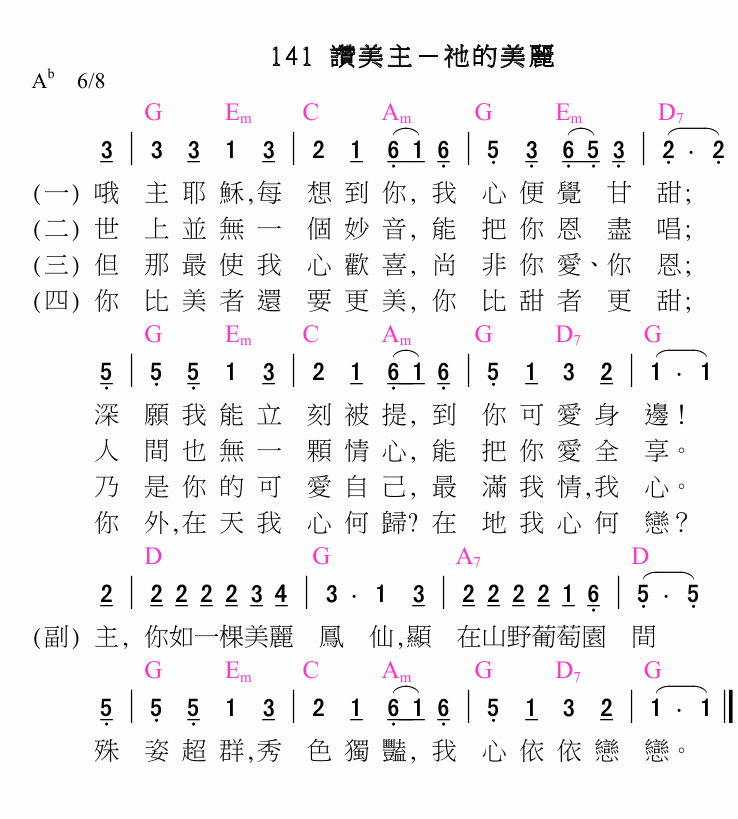 141 讚美主－祂的美麗
A♭ 6/8
G Em C Am G Em D7
3 | 3 3 1 3 | 2 1 6 1 6 | 5 3 6 5 3 | 2 · 2
(一) 哦 主耶穌,每 想到你, 我 心便覺甘 甜;
(二) 世 上並無一 個妙音, 能 把你恩盡 唱;
(三) 但 那最使我 心歡喜, 尚 非你愛、你 恩;
(四) 你 比美者還 要更美, 你 比甜者更 甜;
G Em C Am G D7 G
5 | 5 5 1 3 | 2 1 6 1 6 | 5 1 3 2 | 1 · 1
深 願我能立 刻被提, 到 你可愛身 邊!
人 間也無一 顆情心, 能 把你愛全 享。
乃 是你的可 愛自己, 最 滿我情,我 心。
你 外,在天我 心何歸? 在 地我心何 戀?
D G A7 D
2 | 2 2 2 2 3 4 | 3 · 1 3 | 2 2 2 2 1 6 | 5 · 5
(副) 主, 你如一棵美麗 鳳 仙,顯 在山野葡萄園 間
G Em C Am G D7 G
5 | 5 5 1 3 | 2 1 6 1 6 | 5 1 3 2 | 1 · 1 ‖
殊 姿超群,秀 色獨豔, 我 心依依戀 戀。